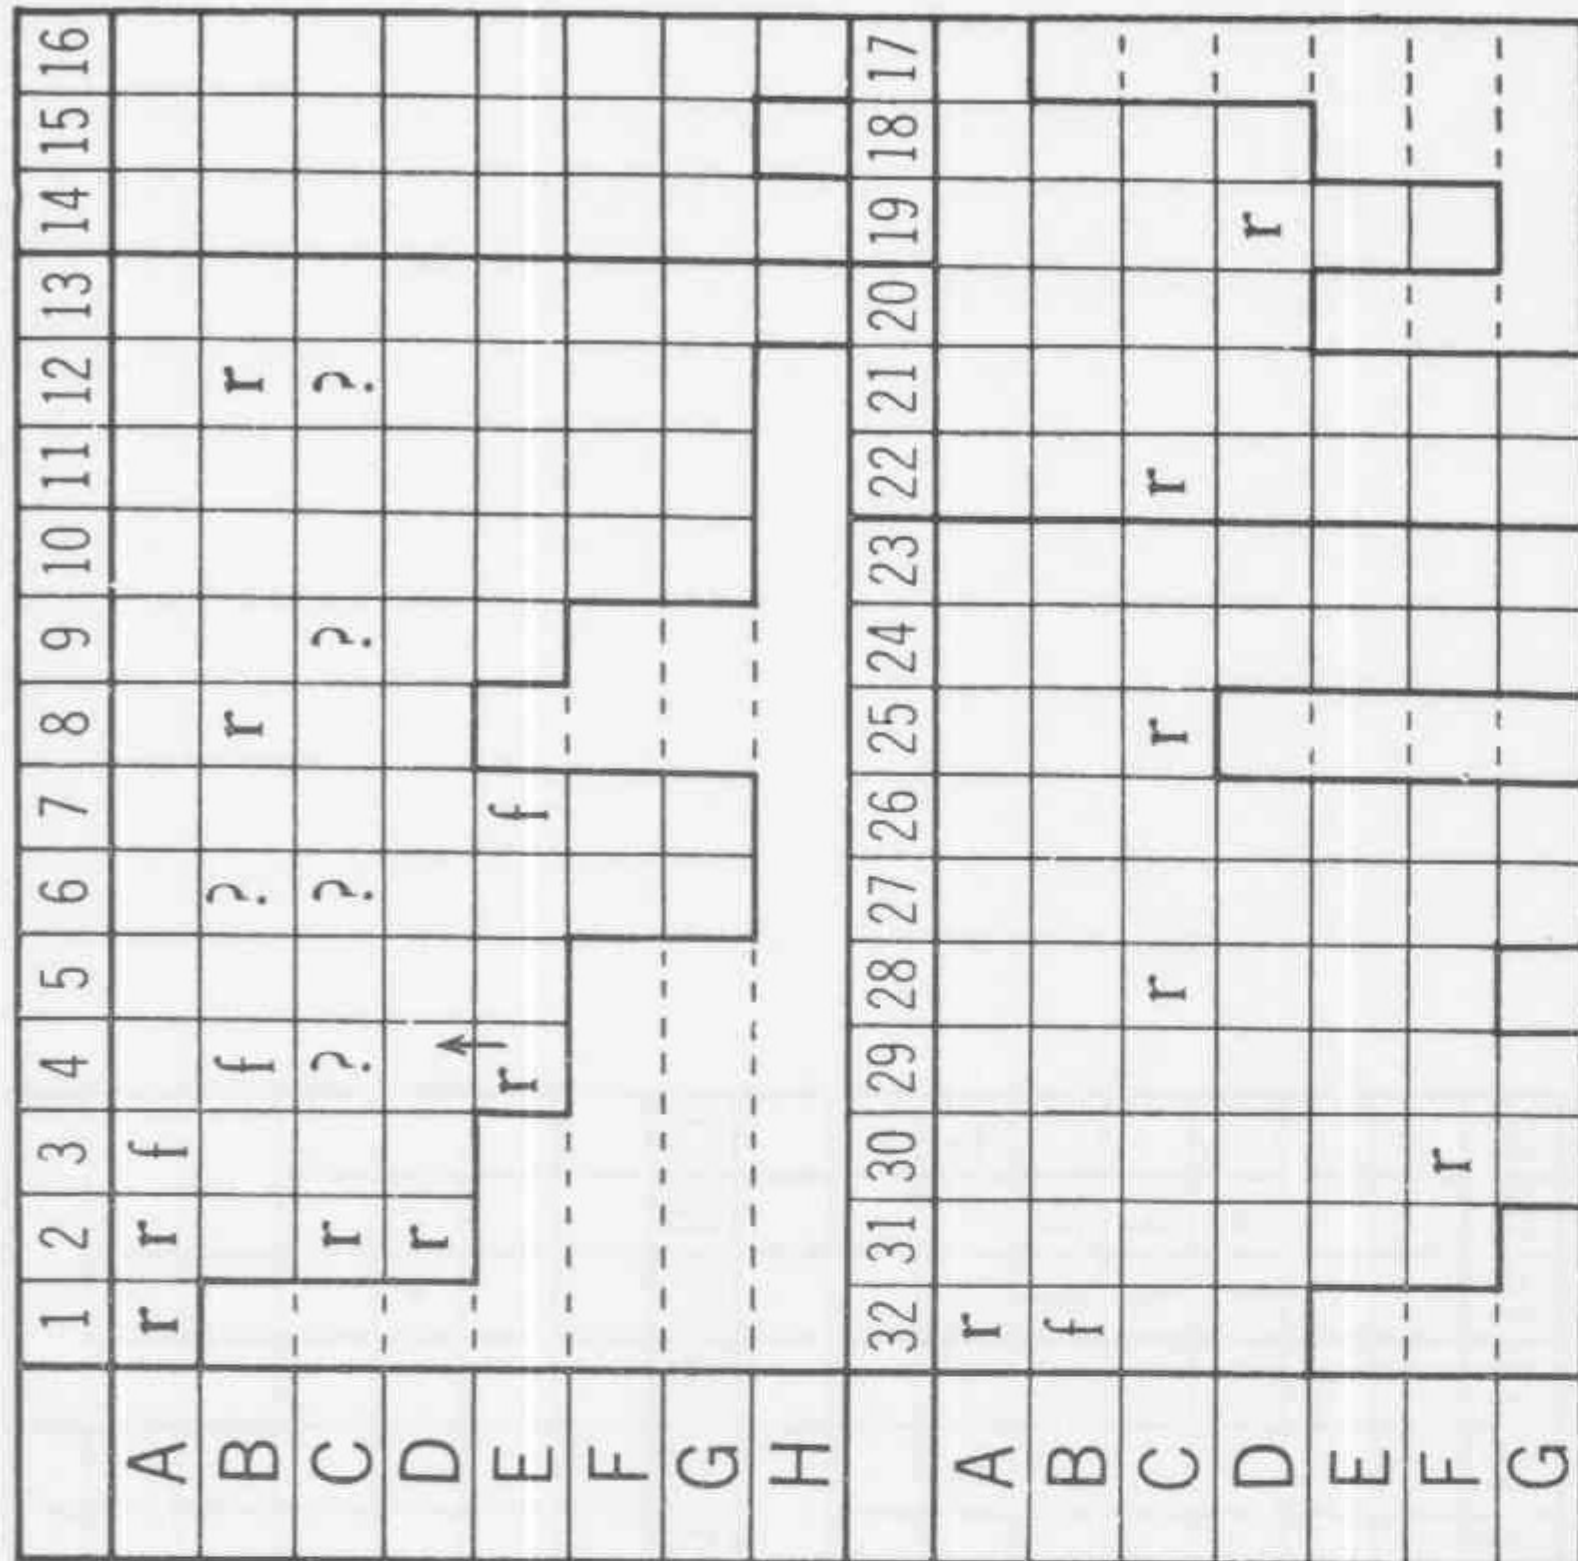 1 2 3 4 5 6 7 8 9 10 11 12 13 14 15 16
A r r f
B f ? r r
C r ? ? ? ?
D r
E r ↑ f
F
G
H
32 31 30 29 28 27 26 25 24 23 22 21 20 19 18 17
A r
B f
C r r r
D r
E
F r
G